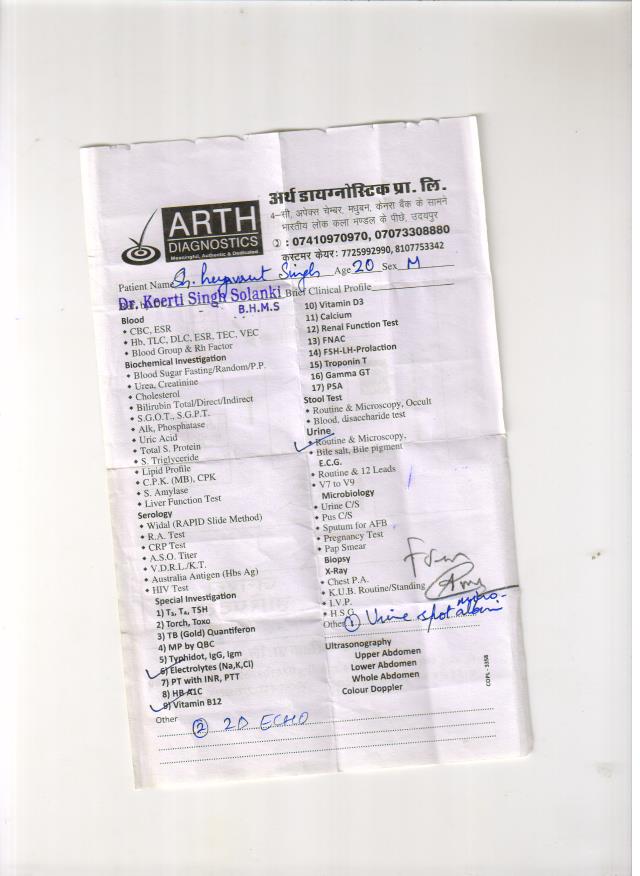 ARTH
DIAGNOSTICS
Meaningful, Authentic & Dedicated
अर्थ डायग्नोस्टिक प्रा. लि.
4-सी, अपेक्स चेम्बर, मधुबन, केनरा बैंक के सामने
भारतीय लोक कला मण्डल के पीछे, उदयपुर
: 07410970970, 07073308880
कस्टमर केयर: 7725992990, 8107753342
Patient Name Singh Age 20 Sex M
Dr. Keerti Singh Solanki Brief Clinical Profile
B.H.M.S
Blood
• CBC, ESR
• Hb, TLC, DLC, ESR, TEC, VEC
• Blood Group & Rh Factor
Biochemical Investigation
• Blood Sugar Fasting/Random/P.P.
• Urea, Creatinine
• Cholesterol
• Bilirubin Total/Direct/Indirect
• S.G.O.T., S.G.P.T.
• Alk, Phosphatase
• Uric Acid
• Total S. Protein
• S. Triglyceride
• Lipid Profile
• C.P.K. (MB), CPK
• S. Amylase
• Liver Function Test
Serology
• Widal (RAPID Slide Method)
• R.A. Test
• CRP Test
• A.S.O. Titer
• V.D.R.L./K.T.
• Australia Antigen (Hbs Ag)
• HIV Test
Special Investigation
1) T₃, T₄, TSH
2) Torch, Toxo
3) TB (Gold) Quantiferon
4) MP by QBC
5) Typhidot, IgG, Igm
6) Electrolytes (Na,K,Cl)
7) PT with INR, PTT
8) HB A1C
9) Vitamin B12
Other
② 2D ECHO
10) Vitamin D3
11) Calcium
12) Renal Function Test
13) FNAC
14) FSH-LH-Prolaction
15) Troponin T
16) Gamma GT
17) PSA
Stool Test
• Routine & Microscopy, Occult
• Blood, disaccharide test
Urine
• Routine & Microscopy,
• Bile salt, Bile pigment
E.C.G.
• Routine & 12 Leads
• V7 to V9
Microbiology
• Urine C/S
• Pus C/S
• Sputum for AFB
• Pregnancy Test
• Pap Smear
Biopsy
X-Ray
• Chest P.A.
• K.U.B. Routine/Standing
• I.V.P.
• H.S.G.
Other ① Urine spot micro-
albumin
Ultrasonography
Upper Abdomen
Lower Abdomen
Whole Abdomen
Colour Doppler
COPL - 3358